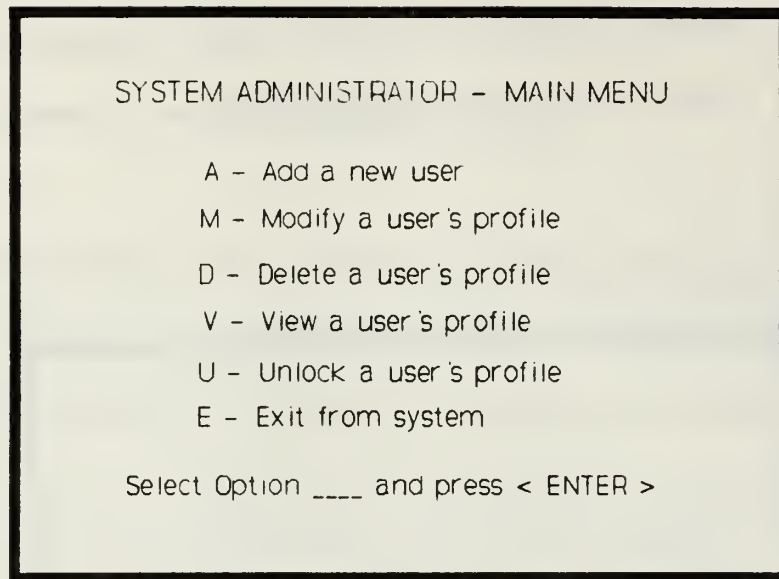 SYSTEM ADMINISTRATOR - MAIN MENU
A - Add a new user
M - Modify a user's profile
D - Delete a user's profile
V - View a user's profile
U - Unlock a user's profile
E - Exit from system
Select Option ____ and press < ENTER >